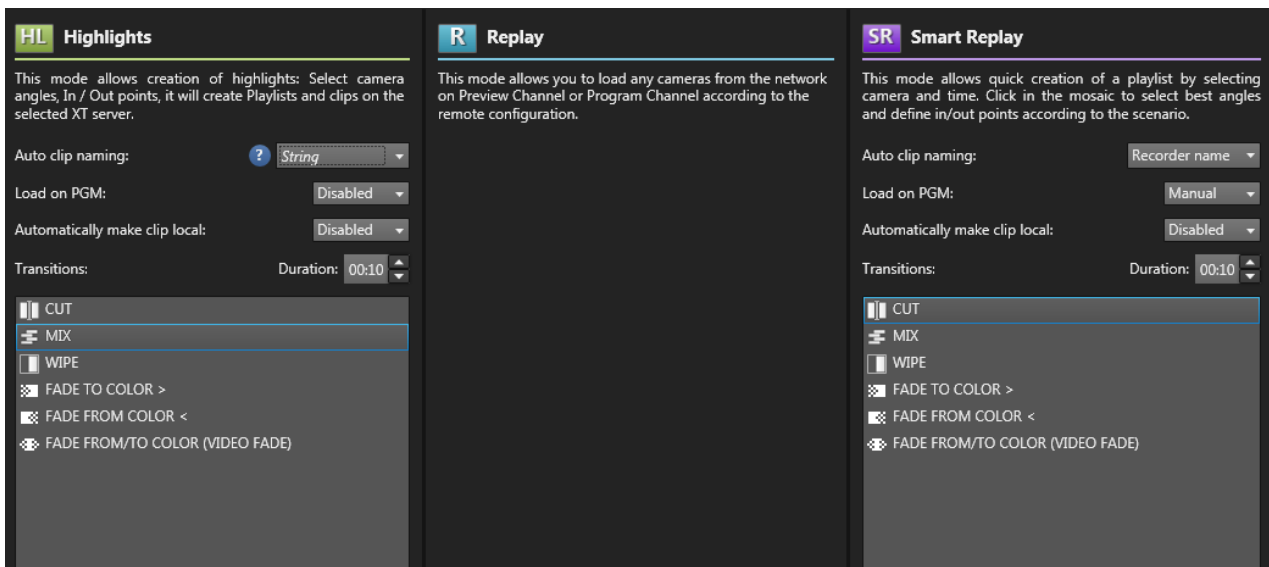 HL Highlights
This mode allows creation of highlights: Select camera
angles, In / Out points, it will create Playlists and clips on the
selected XT server.
Auto clip naming: ? String
Load on PGM: Disabled
Automatically make clip local: Disabled
Transitions: Duration: 00:10
CUT
MIX
WIPE
FADE TO COLOR >
FADE FROM COLOR <
FADE FROM/TO COLOR (VIDEO FADE)
R Replay
This mode allows you to load any cameras from the network
on Preview Channel or Program Channel according to the
remote configuration.
SR Smart Replay
This mode allows quick creation of a playlist by selecting
camera and time. Click in the mosaic to select best angles
and define in/out points according to the scenario.
Auto clip naming: Recorder name
Load on PGM: Manual
Automatically make clip local: Disabled
Transitions: Duration: 00:10
CUT
MIX
WIPE
FADE TO COLOR >
FADE FROM COLOR <
FADE FROM/TO COLOR (VIDEO FADE)